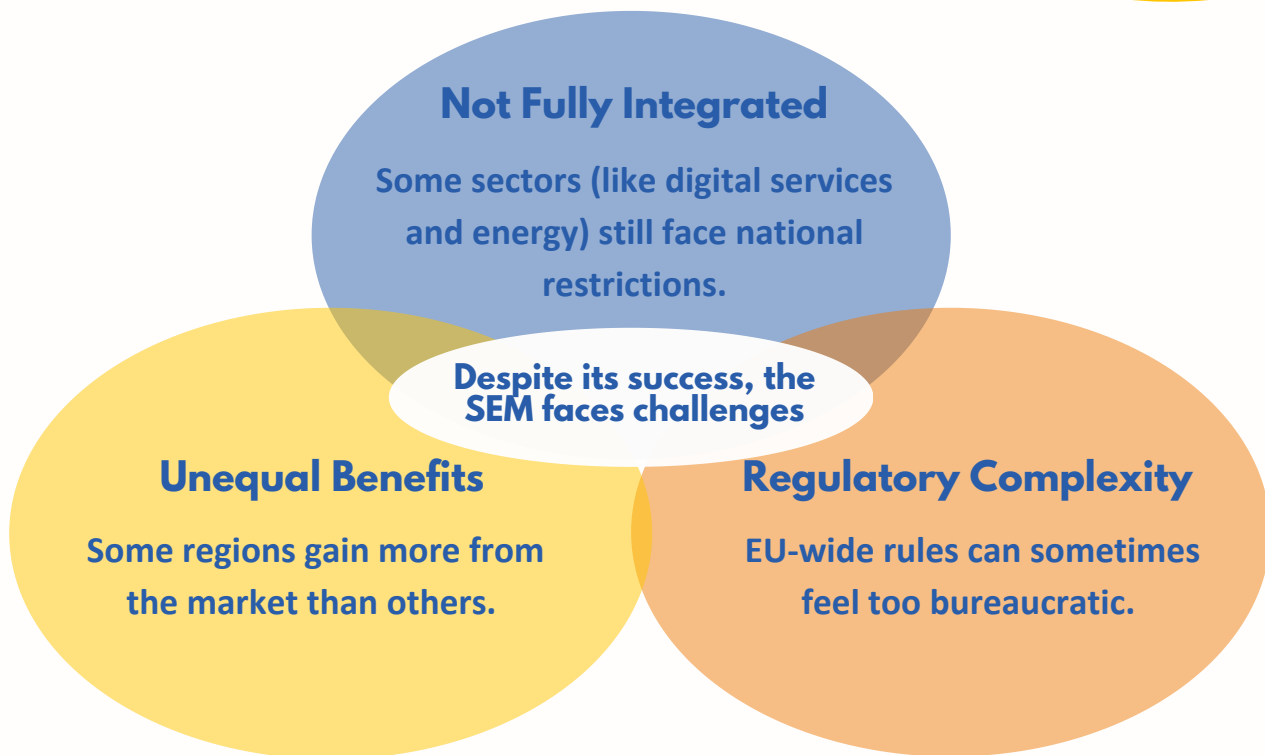 Not Fully Integrated
Some sectors (like digital services
and energy) still face national
restrictions.
Despite its success, the
SEM faces challenges
Unequal Benefits
Some regions gain more from
the market than others.
Regulatory Complexity
EU-wide rules can sometimes
feel too bureaucratic.